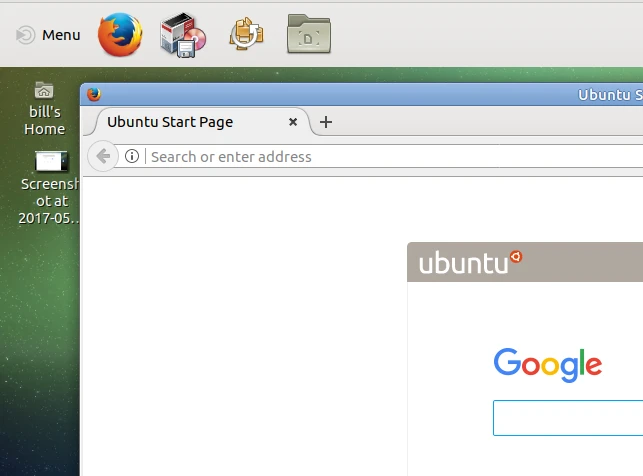 Menu
bill's
Home
Screensh
ot at
2017-05...
Ubuntu S
Ubuntu Start Page
Search or enter address
ubuntu
Google